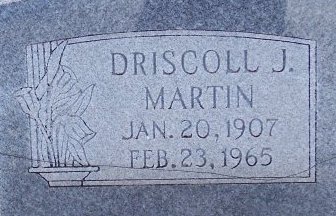 DRISCOLL J.
MARTIN
JAN. 20, 1907
FEB. 23, 1965